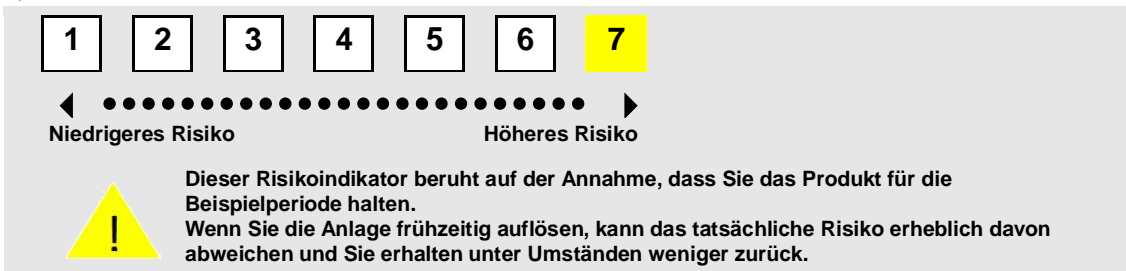 1 2 3 4 5 6 7
Niedrigeres Risiko Höheres Risiko
Dieser Risikoindikator beruht auf der Annahme, dass Sie das Produkt für die
Beispielperiode halten.
! Wenn Sie die Anlage frühzeitig auflösen, kann das tatsächliche Risiko erheblich davon
abweichen und Sie erhalten unter Umständen weniger zurück.